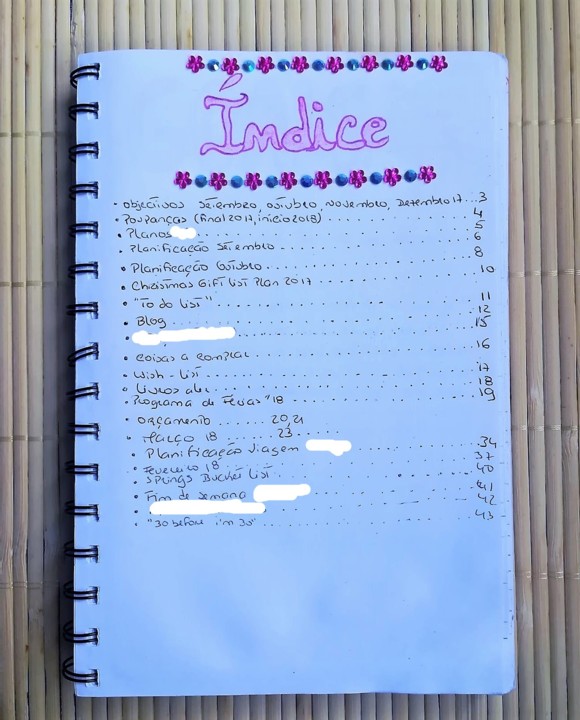 Índice
• Objectivos Setembro, outubro, novembro, Dezembro 17...3
• Poupanças (final 2017, início 2018)............4
• Planos ............5
• Planificação Setembro............6
• Planificação Outubro............8
• Christmas Gift List Plan 2017............10
• "To do list"............11
• Blog............12
• ............15
• Coisas a comprar............16
• Wish-List............17
• Livros a ler............18
• Programa de Férias "18............19
• Orçamento ........ 20, 21
• Março 18 ........ 23
• Planificação Viagem ............34
• Fevereiro 18............37
• Springs Bucket List............40
• Fim de semana ............41
• ............42
• "30 before i'm 30"............43